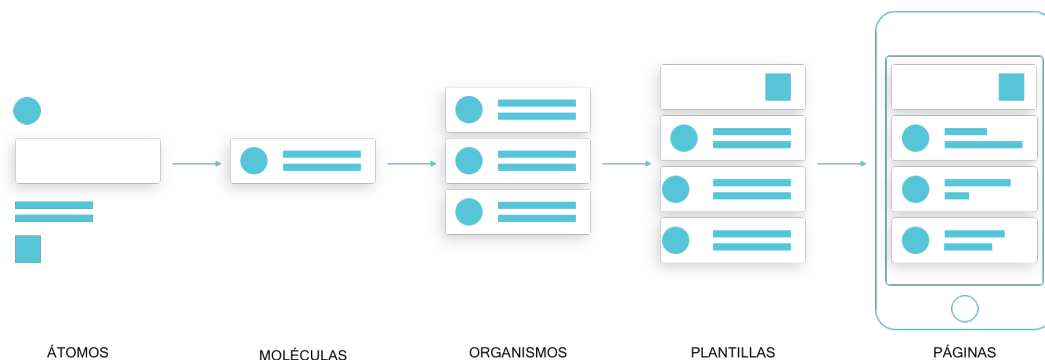 ÁTOMOS
MOLÉCULAS
ORGANISMOS
PLANTILLAS
PÁGINAS